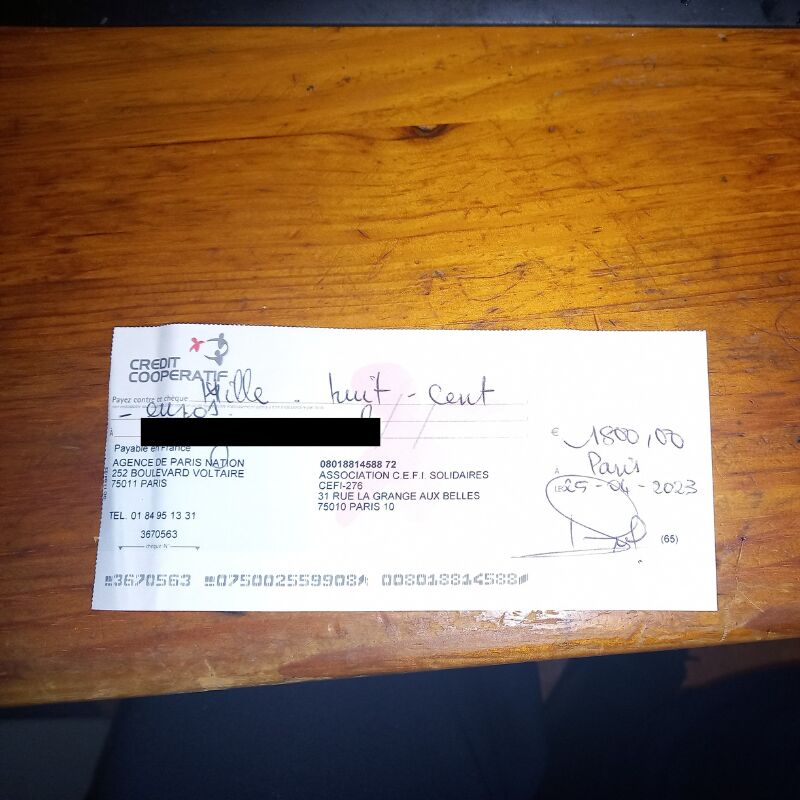 CREDIT
COOPERATIF
Payez contre ce chèque Mille huit-cent
- euros.
€ 1800,00
À
Payable en France
À Paris
AGENCE DE PARIS NATION
252 BOULEVARD VOLTAIRE
75011 PARIS
08018814588 72
ASSOCIATION C.E.F.I. SOLIDAIRES
CEFI-276
31 RUE LA GRANGE AUX BELLES
75010 PARIS 10
LE 25-04-2023
TEL. 01 84 95 13 31
3670563
chèque N°
(65)
3670563 075002559908 008018814588